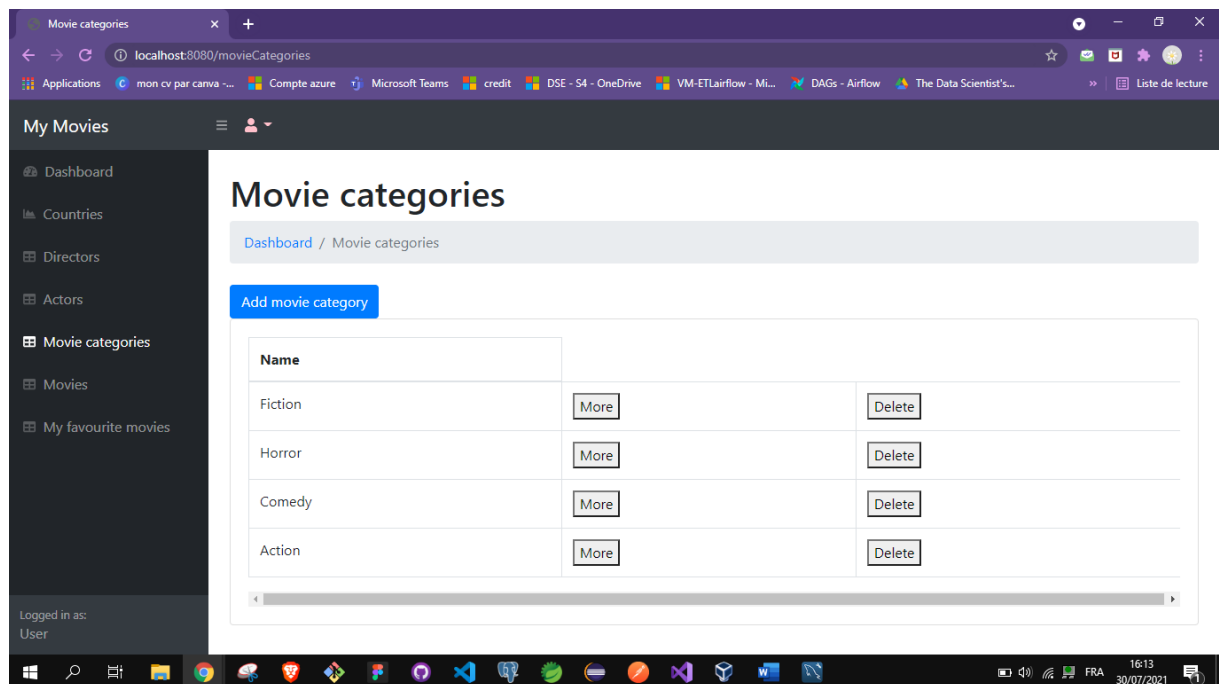 Movie categories
localhost:8080/movieCategories
Applications mon cv par canva -... Compte azure Microsoft Teams credit DSE - S4 - OneDrive VM-ETLairflow - Mi... DAGs - Airflow The Data Scientist's... » Liste de lecture
My Movies
Dashboard
Countries
Directors
Actors
Movie categories
Movies
My favourite movies
Logged in as:
User
Movie categories
Dashboard / Movie categories
Add movie category
Name
Fiction More Delete
Horror More Delete
Comedy More Delete
Action More Delete
FRA
16:13
30/07/2021